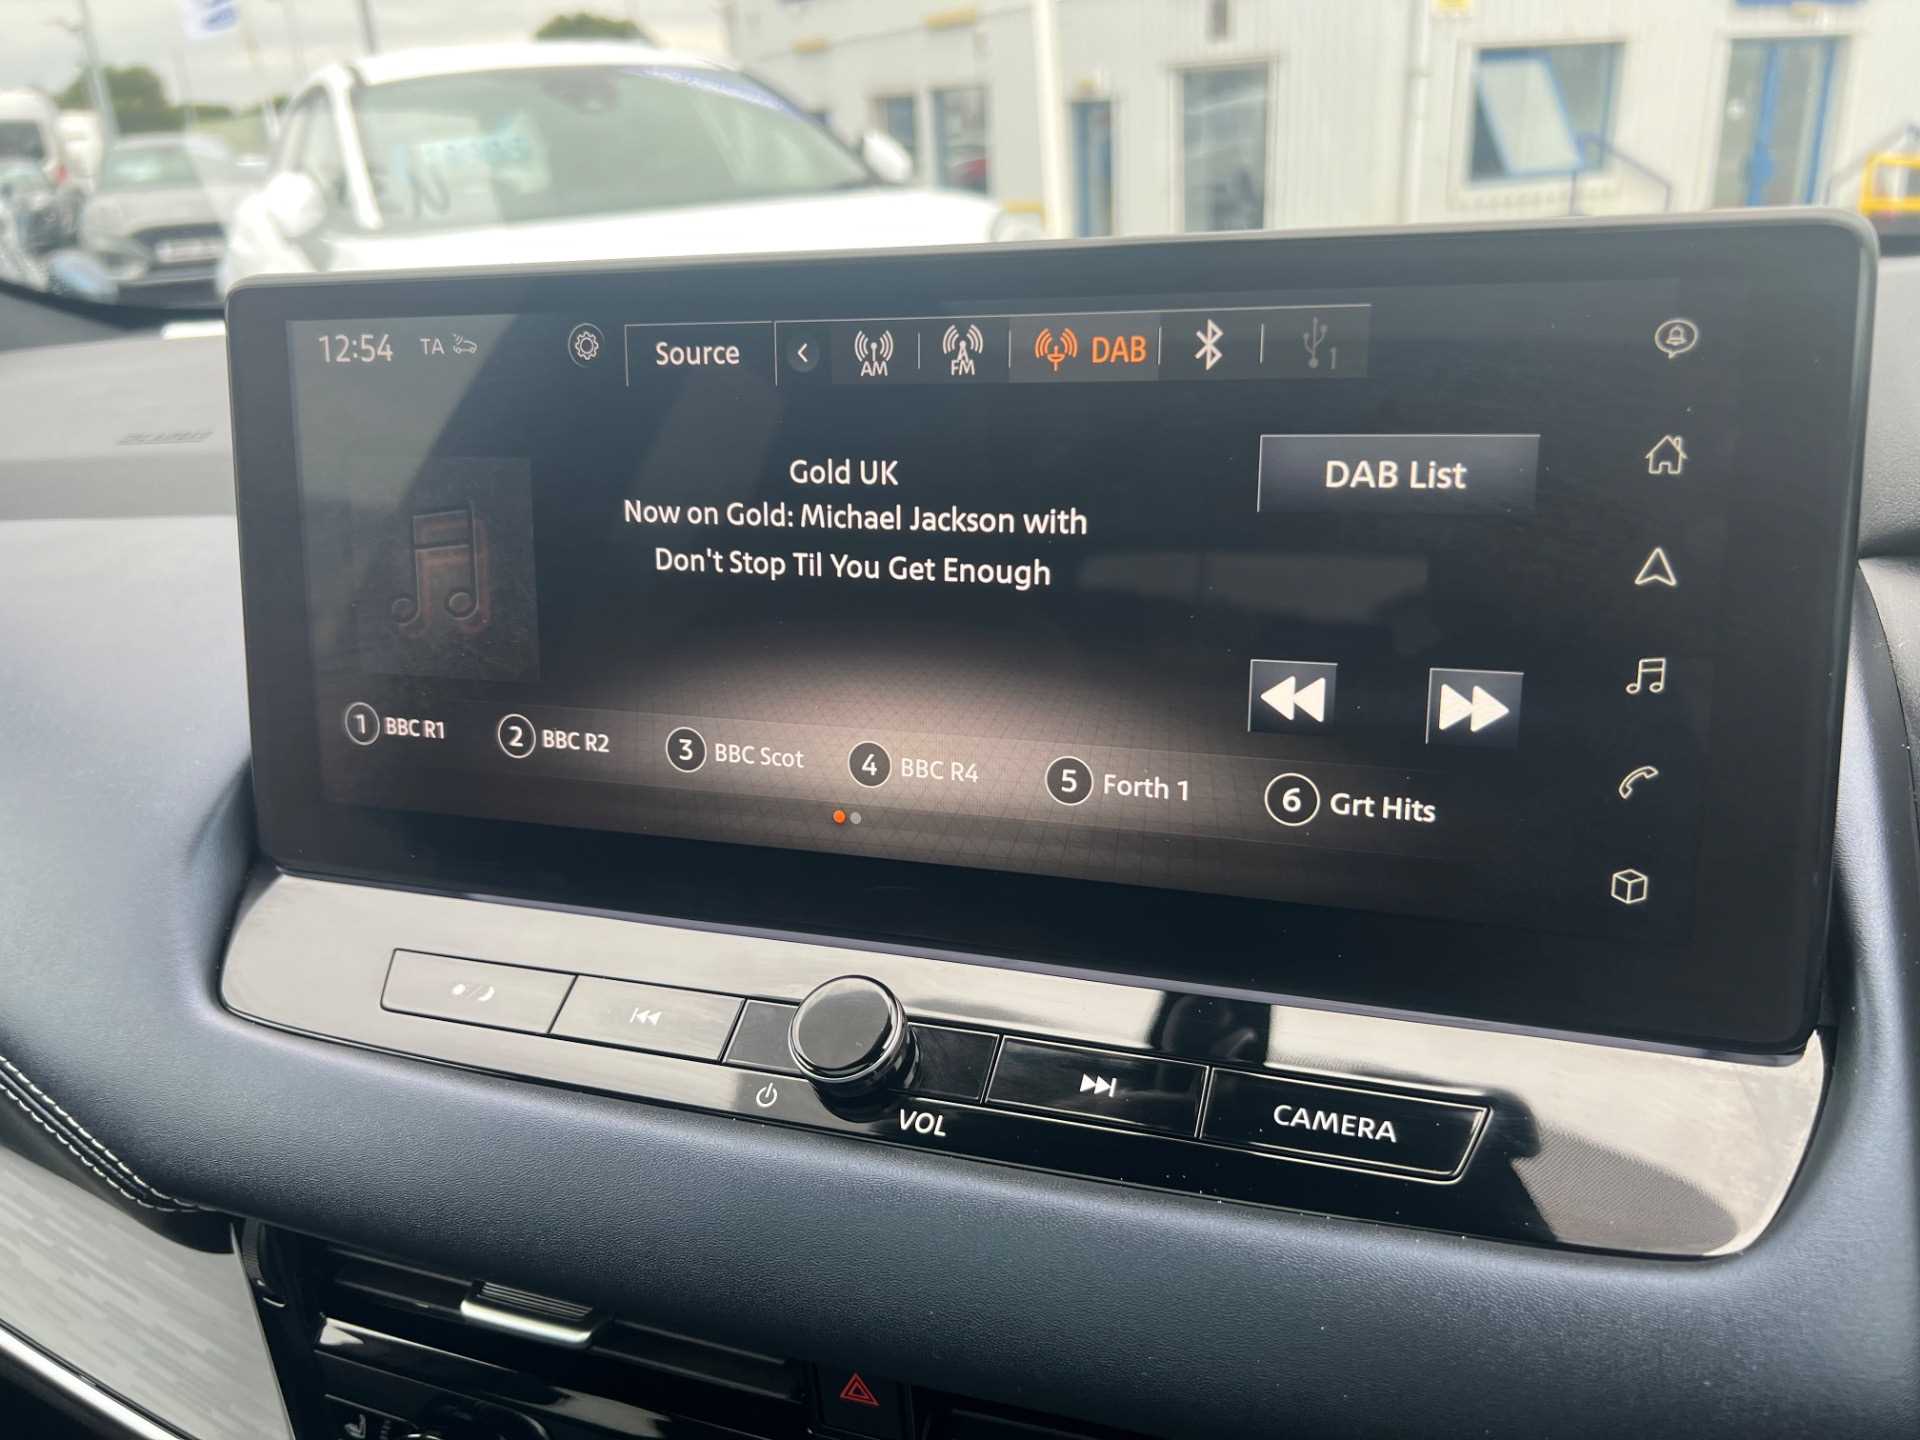 12:54 TA Source AM FM DAB 1
Gold UK
Now on Gold: Michael Jackson with
Don't Stop Til You Get Enough
DAB List
1 BBC R1 2 BBC R2 3 BBC Scot 4 BBC R4 5 Forth 1 6 Grt Hits
VOL
CAMERA